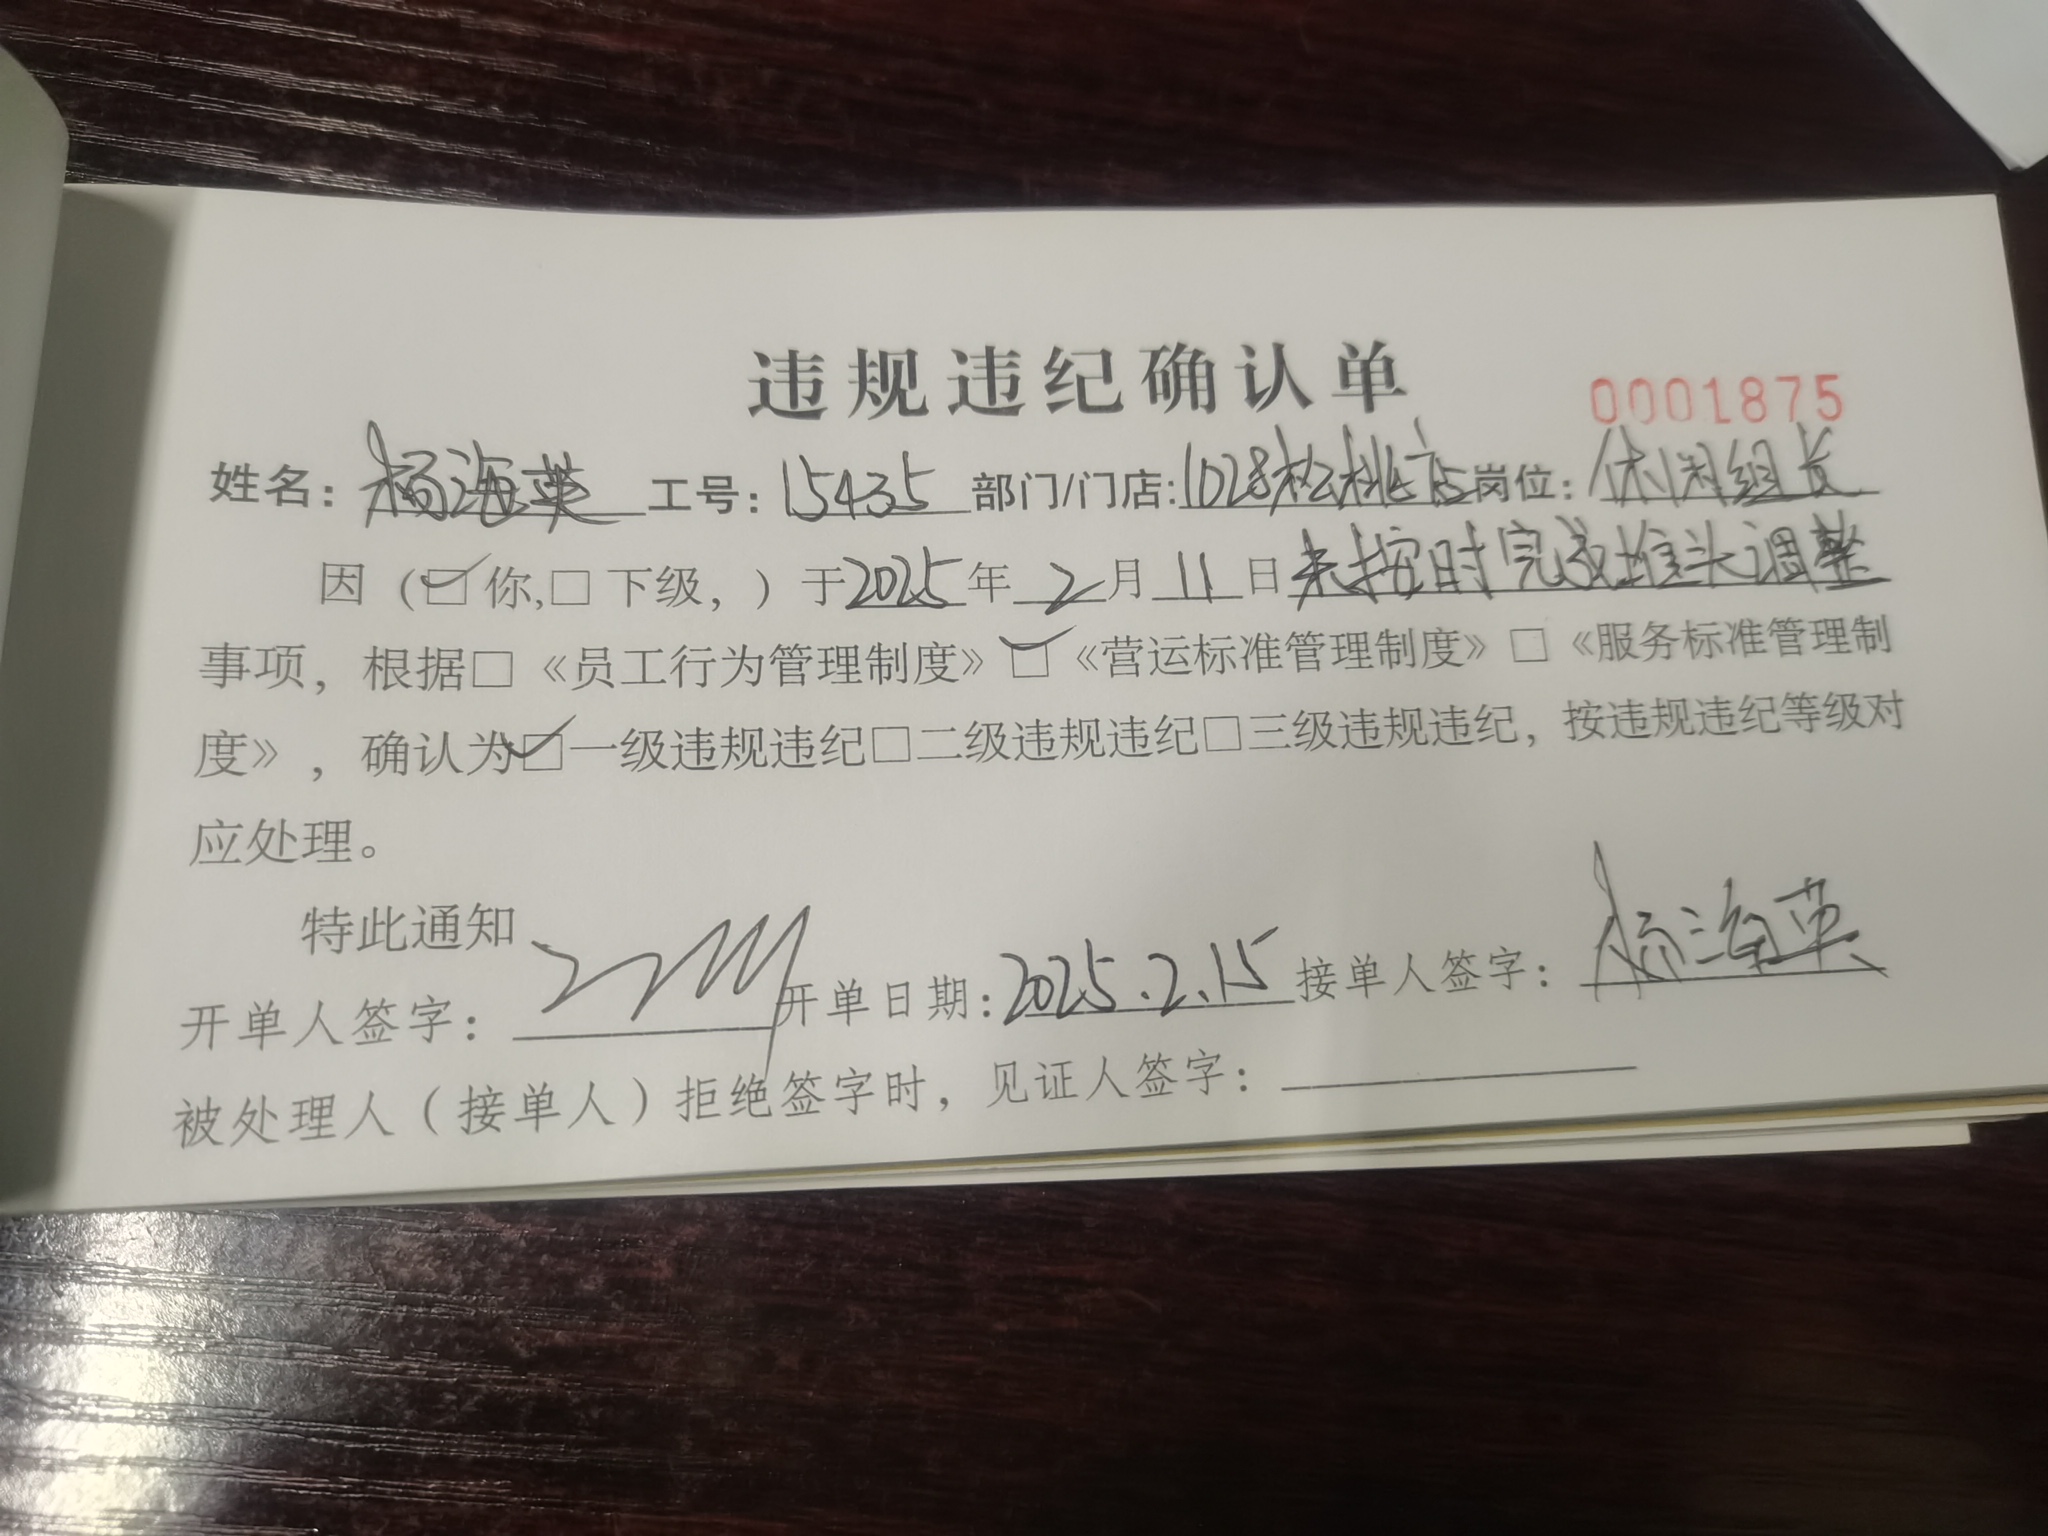 违规违纪确认单
0001875
姓名：杨海英 工号：15435 部门/门店:1028松桃店 岗位：休闲组长
因（☑你,□下级，）于2025年2月11日未按时完成堆头调整
事项，根据□《员工行为管理制度》☑《营运标准管理制度》□《服务标准管理制
度》，确认为☑一级违规违纪□二级违规违纪□三级违规违纪，按违规违纪等级对
应处理。
特此通知
开单人签字： 开单日期：2025.2.15 接单人签字：杨海英
被处理人（接单人）拒绝签字时，见证人签字：